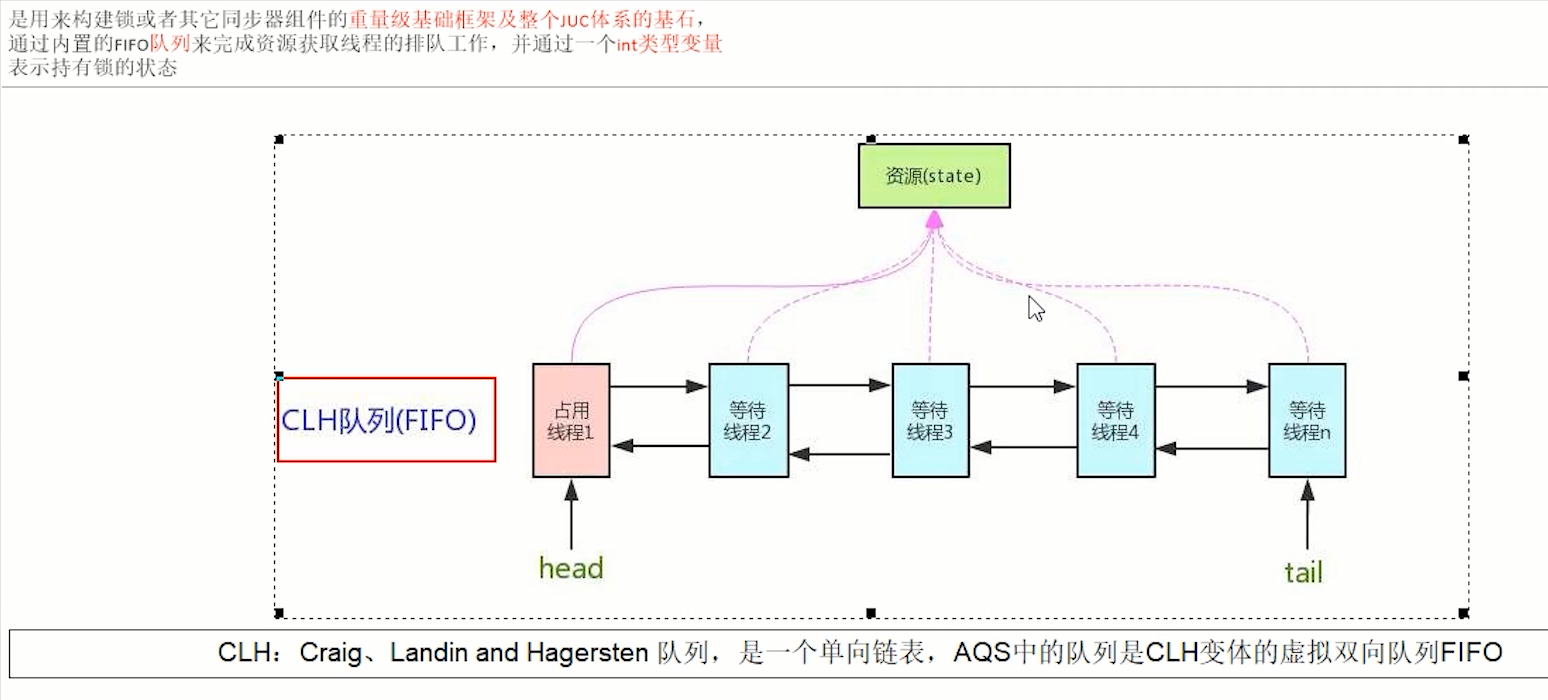 是用来构建锁或者其它同步器组件的重量级基础框架及整个JUC体系的基石，
通过内置的FIFO队列来完成资源获取线程的排队工作，并通过一个int类型变量
表示持有锁的状态
资源(state)
CLH队列(FIFO)
占用
线程1
等待
线程2
等待
线程3
等待
线程4
等待
线程n
head
tail
CLH：Craig、Landin and Hagersten 队列，是一个单向链表，AQS中的队列是CLH变体的虚拟双向队列FIFO